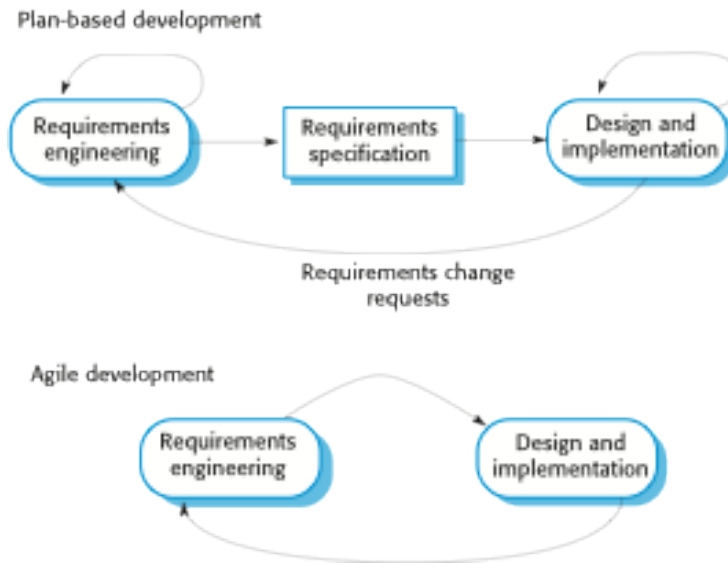 Plan-based development
Requirements
engineering
Requirements
specification
Design and
implementation
Requirements change
requests
Agile development
Requirements
engineering
Design and
implementation